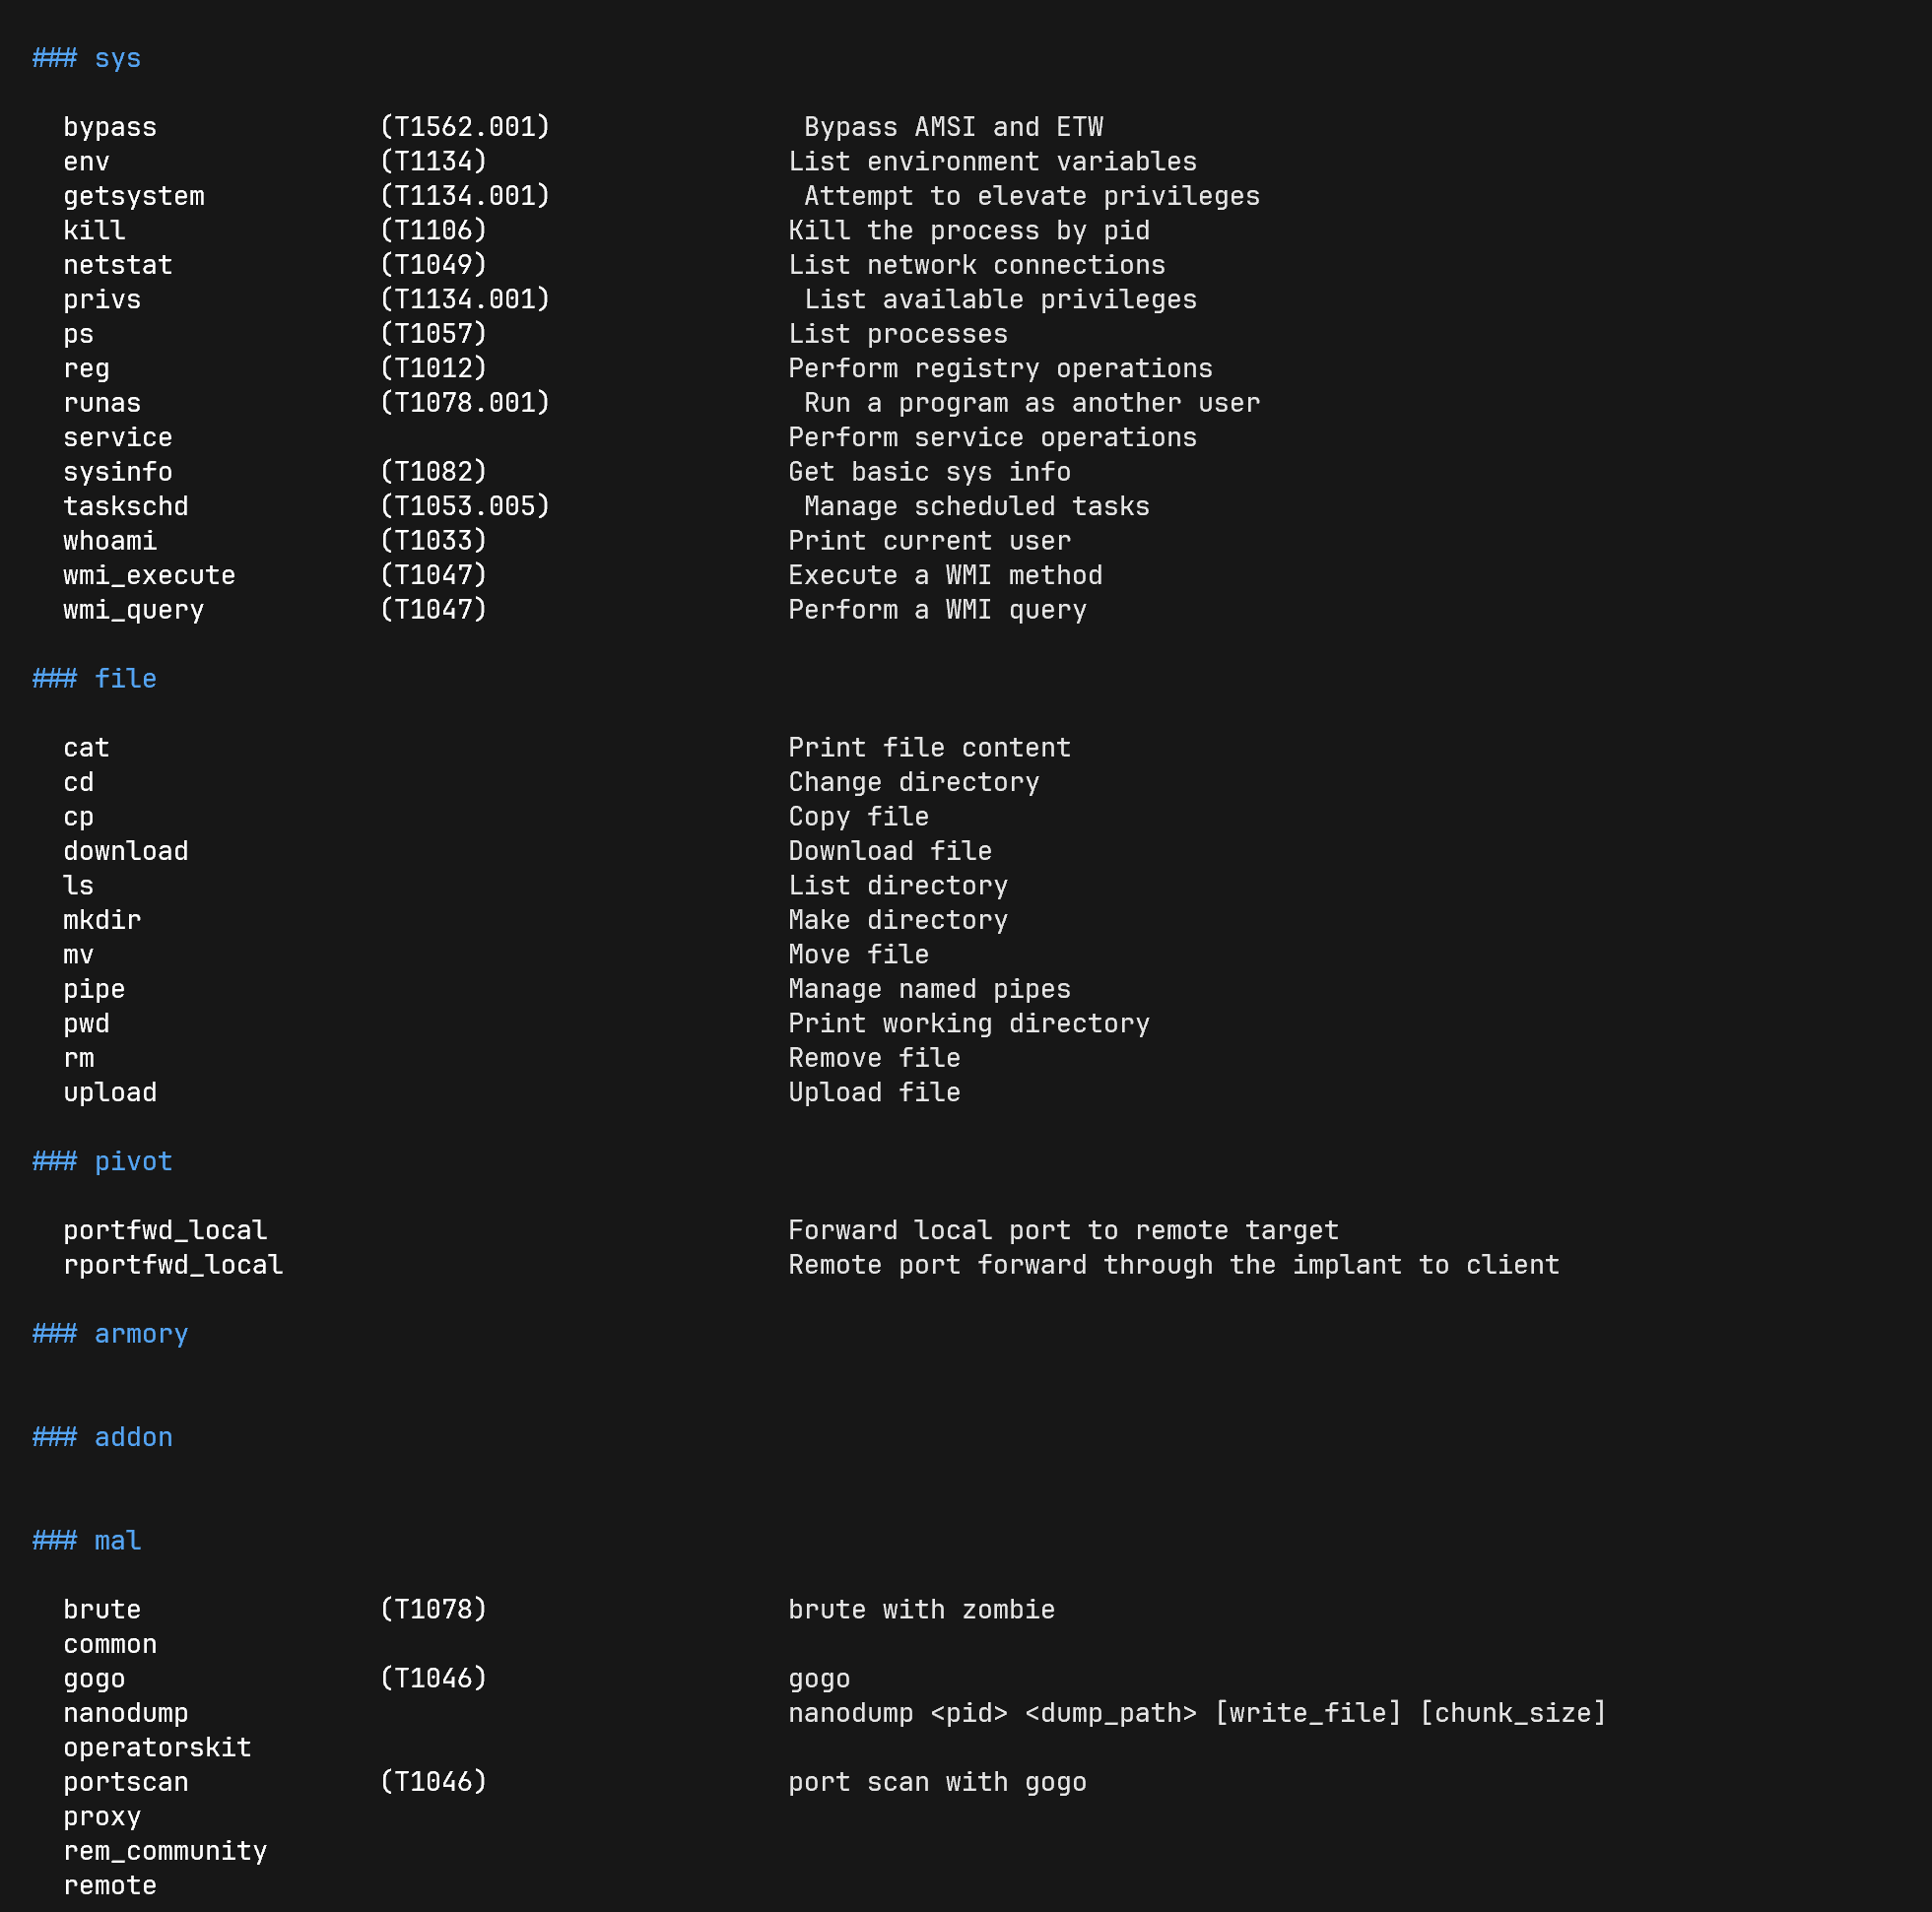 ### sys
bypass (T1562.001) Bypass AMSI and ETW
env (T1134) List environment variables
getsystem (T1134.001) Attempt to elevate privileges
kill (T1106) Kill the process by pid
netstat (T1049) List network connections
privs (T1134.001) List available privileges
ps (T1057) List processes
reg (T1012) Perform registry operations
runas (T1078.001) Run a program as another user
service Perform service operations
sysinfo (T1082) Get basic sys info
taskschd (T1053.005) Manage scheduled tasks
whoami (T1033) Print current user
wmi_execute (T1047) Execute a WMI method
wmi_query (T1047) Perform a WMI query
### file
cat Print file content
cd Change directory
cp Copy file
download Download file
ls List directory
mkdir Make directory
mv Move file
pipe Manage named pipes
pwd Print working directory
rm Remove file
upload Upload file
### pivot
portfwd_local Forward local port to remote target
rportfwd_local Remote port forward through the implant to client
### armory
### addon
### mal
brute (T1078) brute with zombie
common
gogo (T1046) gogo
nanodump nanodump <pid> <dump_path> [write_file] [chunk_size]
operatorskit
portscan (T1046) port scan with gogo
proxy
rem_community
remote